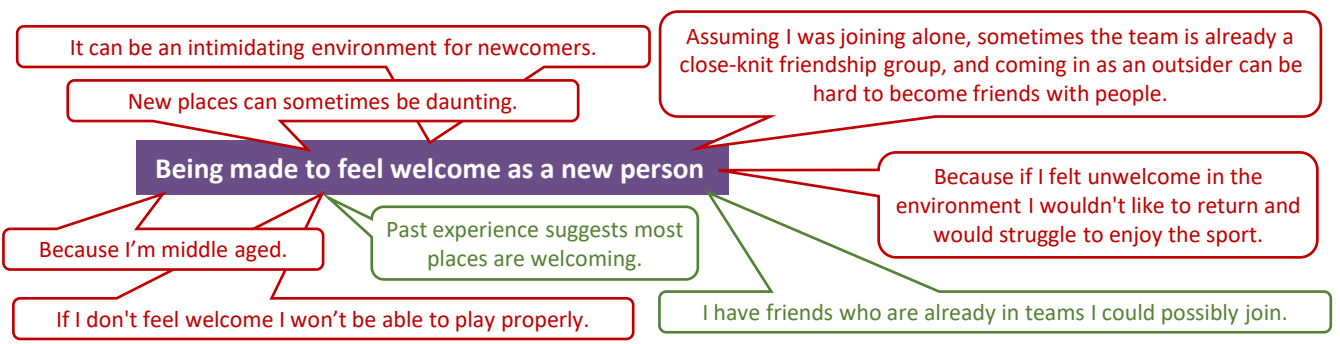 It can be an intimidating environment for newcomers.
Assuming I was joining alone, sometimes the team is already a
close-knit friendship group, and coming in as an outsider can be
hard to become friends with people.
New places can sometimes be daunting.
Being made to feel welcome as a new person
Because if I felt unwelcome in the
environment I wouldn't like to return and
would struggle to enjoy the sport.
Because I’m middle aged.
Past experience suggests most
places are welcoming.
If I don't feel welcome I won’t be able to play properly.
I have friends who are already in teams I could possibly join.